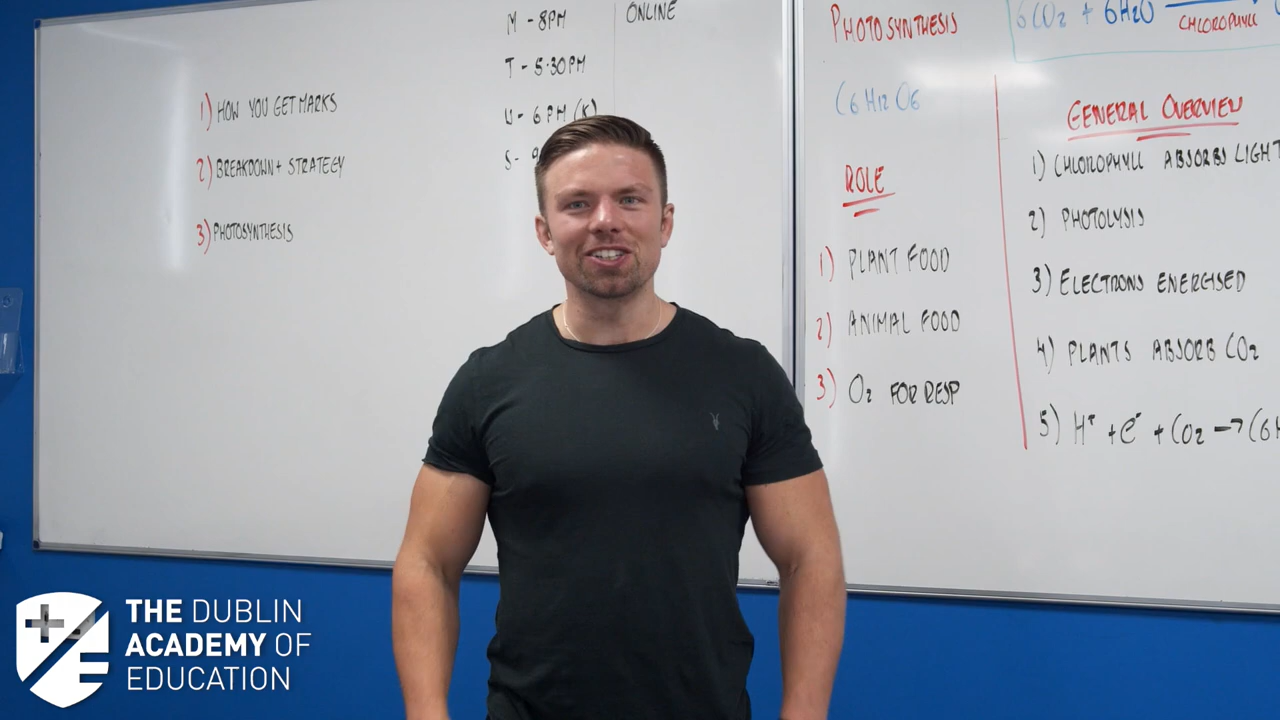 1) HOW YOU GET MARKS
2) BREAKDOWN + STRATEGY
3) PHOTOSYNTHESIS
M - 8PM
T - 5.30PM
W - 6PM (K)
S -
ONLINE
PHOTOSYNTHESIS
C6H12O6
ROLE
1) PLANT FOOD
2) ANIMAL FOOD
3) O2 FOR RESP
6CO2 + 6H2O
CHLOROPHYLL
GENERAL OVERVIEW
1) CHLOROPHYLL ABSORBS LIGHT
2) PHOTOLYSIS
3) ELECTRONS ENERGISED
4) PLANTS ABSORB CO2
5) H+ + e- + CO2 → C6H
THE DUBLIN
ACADEMY OF
EDUCATION